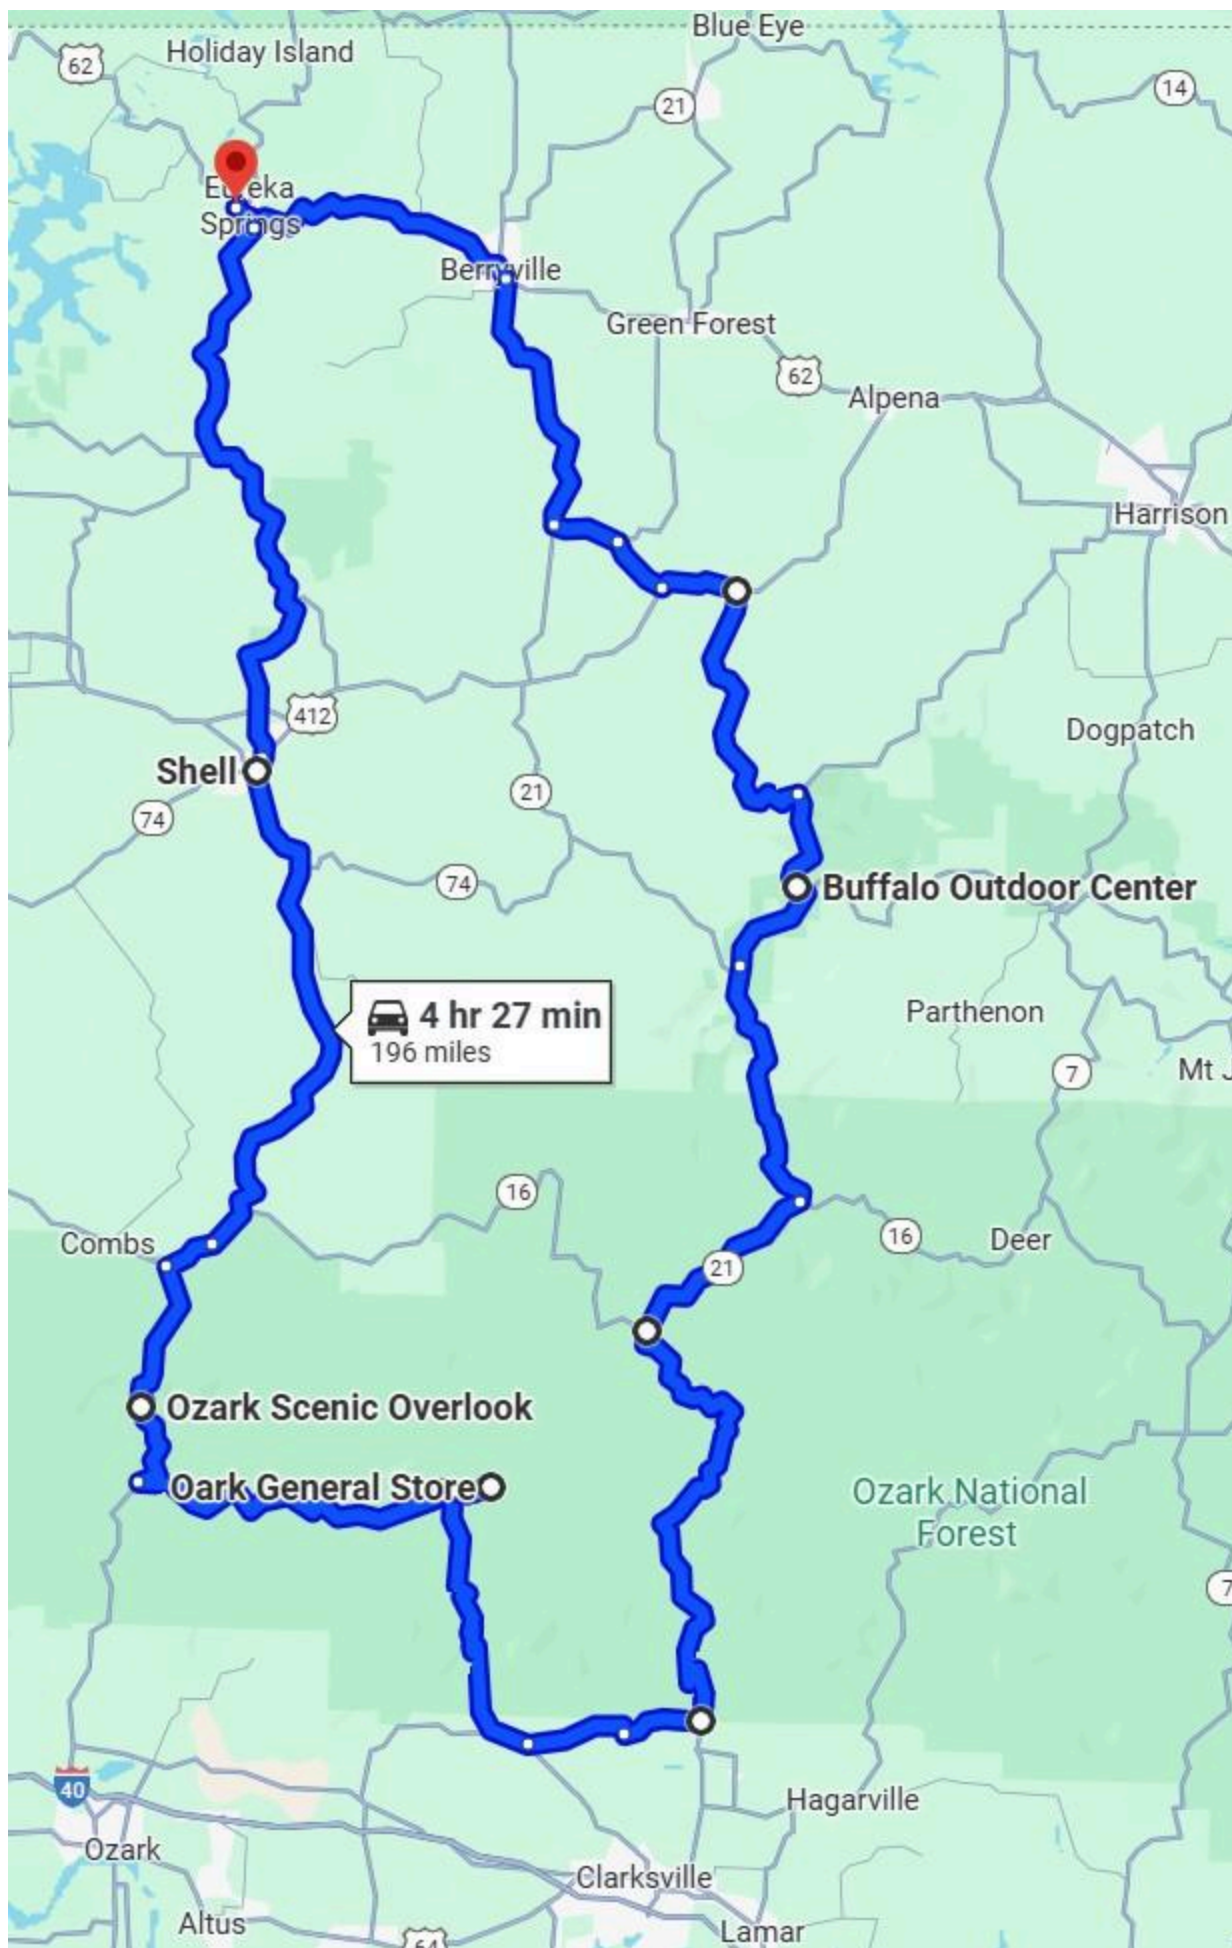 Blue Eye
Holiday Island
62
14
21
Eureka
Springs
Berryville
Green Forest
62
Alpena
Harrison
412
Dogpatch
Shell
21
74
74
Buffalo Outdoor Center
4 hr 27 min
196 miles
Parthenon
7
Mt J
16
16
Combs
Deer
21
Ozark Scenic Overlook
Oark General Store
Ozark National
Forest
7
40
Hagarville
Ozark
Clarksville
Altus
Lamar
64